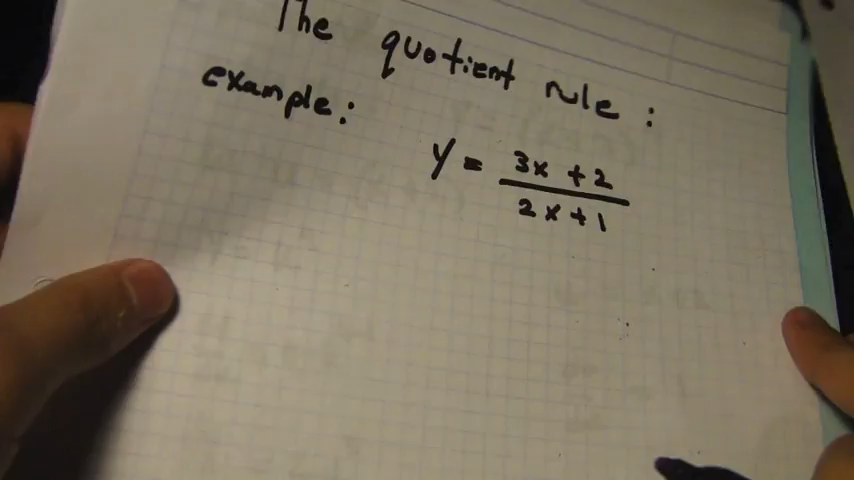 The quotient rule:
example:
y = 3x + 2
2x + 1